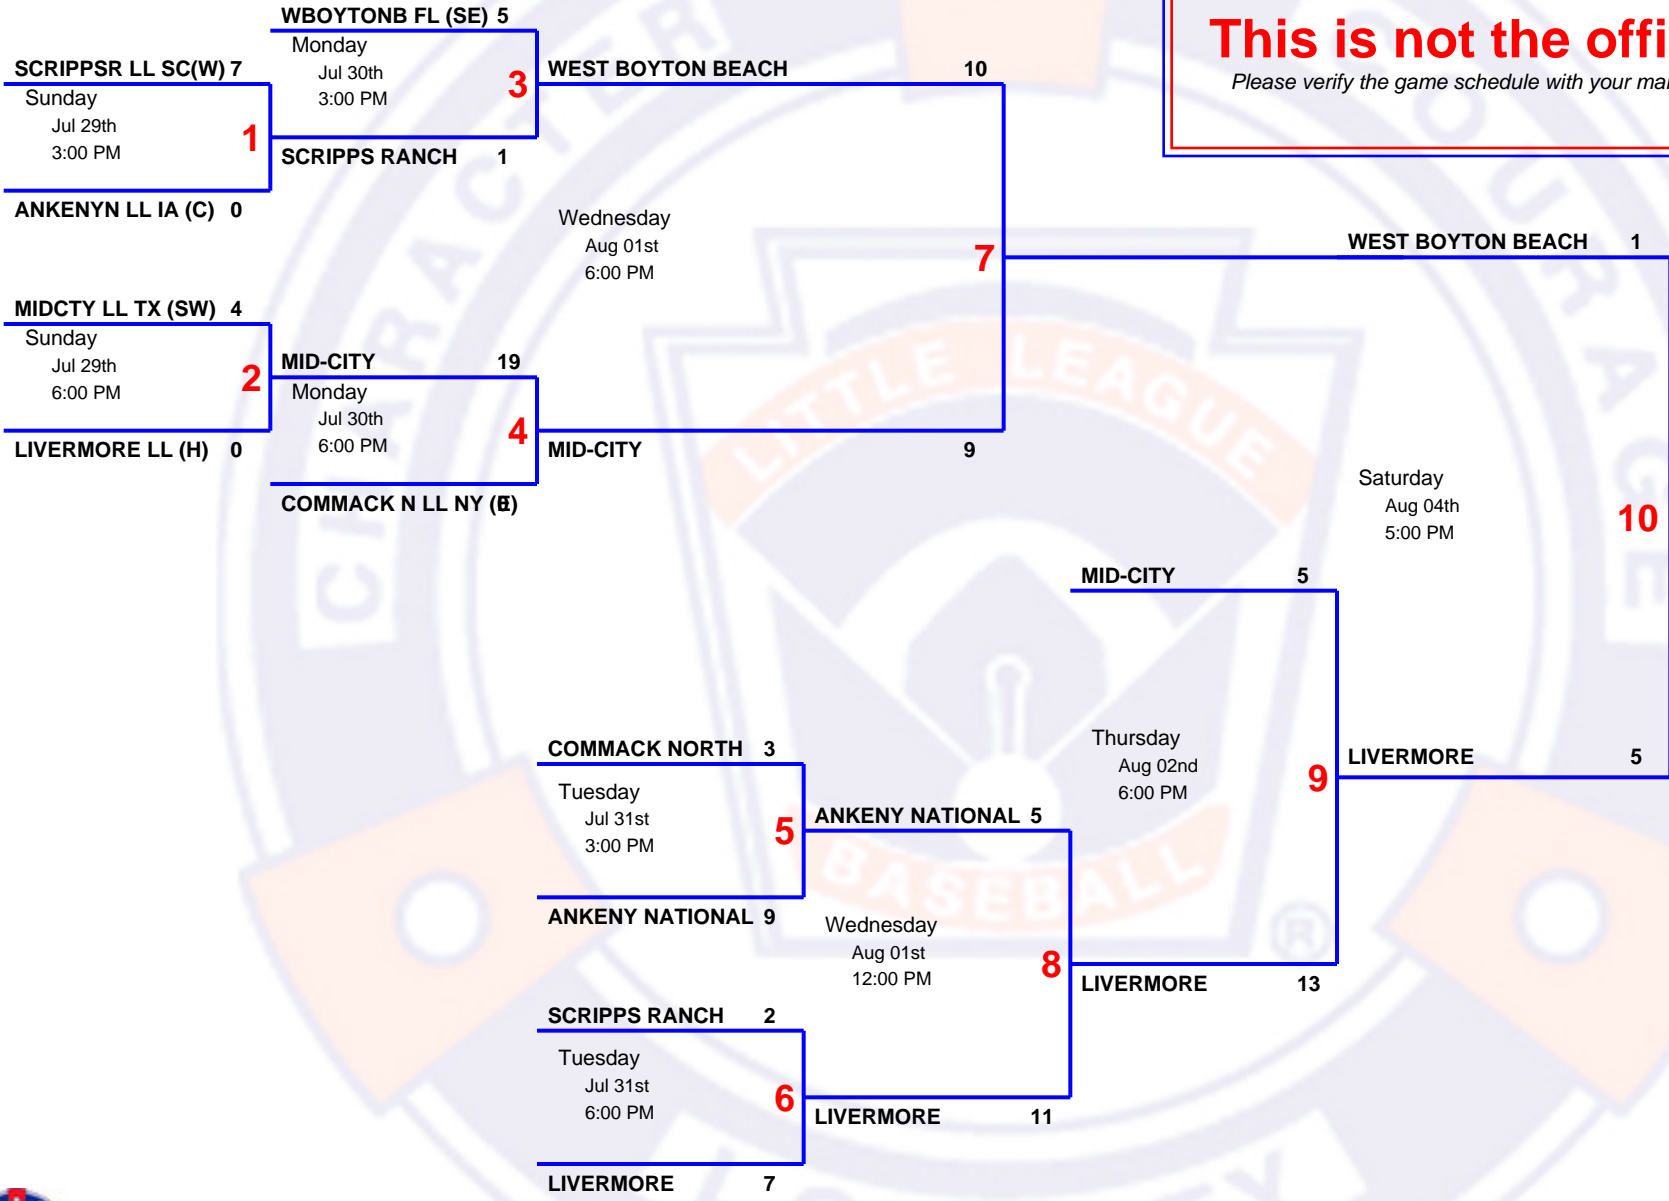 This is not the offi
Please verify the game schedule with your ma
WBOYTONB FL (SE) 5
Monday
Jul 30th
3:00 PM
3
SCRIPPS RANCH 1
SCRIPPSR LL SC(W) 7
Sunday
Jul 29th
3:00 PM
1
ANKENYN LL IA (C) 0
WEST BOYTON BEACH 10
Wednesday
Aug 01st
6:00 PM
7
MIDCTY LL TX (SW) 4
Sunday
Jul 29th
6:00 PM
2
LIVERMORE LL (H) 0
MID-CITY 19
Monday
Jul 30th
6:00 PM
4
COMMACK N LL NY
MID-CITY 9
WEST BOYTON BEACH 1
Saturday
Aug 04th
5:00 PM
10
LIVERMORE 5
MID-CITY 5
Thursday
Aug 02nd
6:00 PM
9
LIVERMORE 13
COMMACK NORTH 3
Tuesday
Jul 31st
3:00 PM
5
ANKENY NATIONAL 9
ANKENY NATIONAL 5
Wednesday
Aug 01st
12:00 PM
8
LIVERMORE 11
SCRIPPS RANCH 2
Tuesday
Jul 31st
6:00 PM
6
LIVERMORE 7
CHARACTER
COURAGE
LITTLE LEAGUE
BASEBALL
®